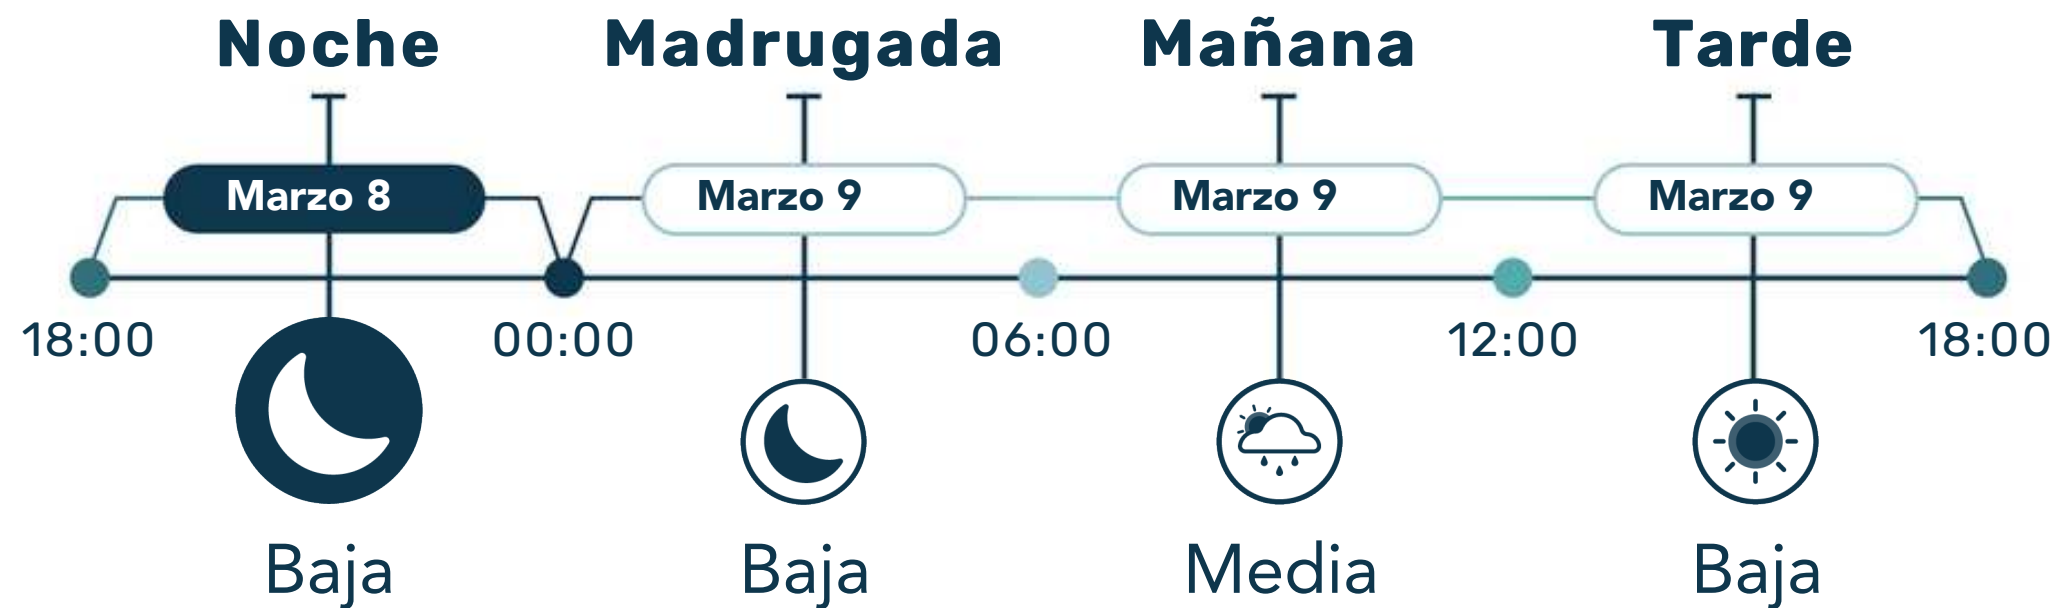 Noche Madrugada Mañana Tarde
Marzo 8 Marzo 9 Marzo 9 Marzo 9
18:00 00:00 06:00 12:00 18:00
Baja Baja Media Baja